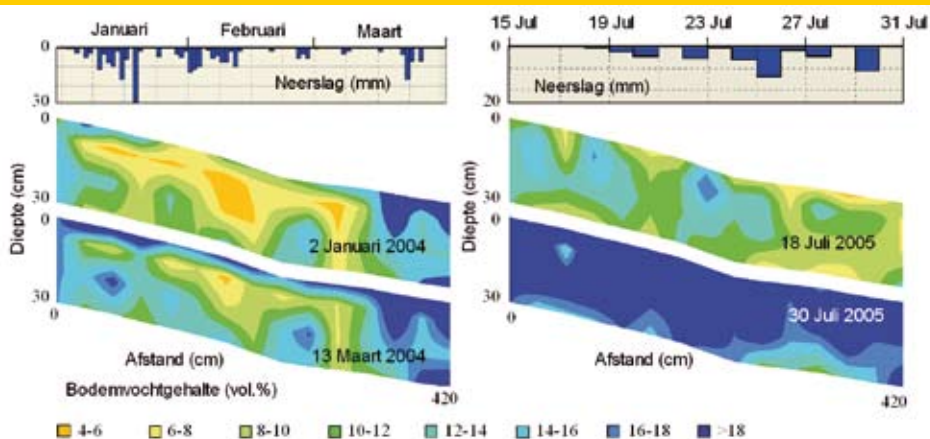 Januari Februari Maart
0
30
Neerslag (mm)
0
30
0
30
Diepte (cm)
2 Januari 2004
13 Maart 2004
0
Afstand (cm)
420
15 Jul 19 Jul 23 Jul 27 Jul 31 Jul
0
20
Neerslag (mm)
0
30
0
30
Diepte (cm)
18 Juli 2005
30 Juli 2005
0
Afstand (cm)
420
Bodemvochtgehalte (vol.%)
4-6 6-8 8-10 10-12 12-14 14-16 16-18 >18